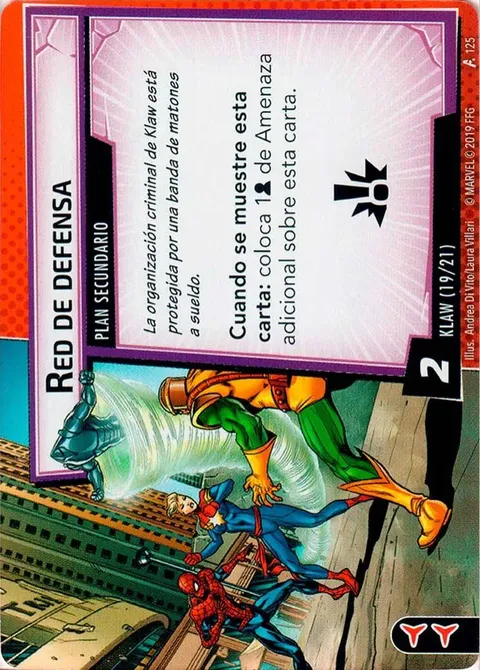 RED DE DEFENSA
PLAN SECUNDARIO
La organización criminal de Klaw está
protegida por una banda de matones
a sueldo.
Cuando se muestre esta
carta: coloca 1 de Amenaza
adicional sobre esta carta.
2
KLAW (19/21)
Illus. Andrea Di Vito/Laura Villari © MARVEL © 2019 FFG 125